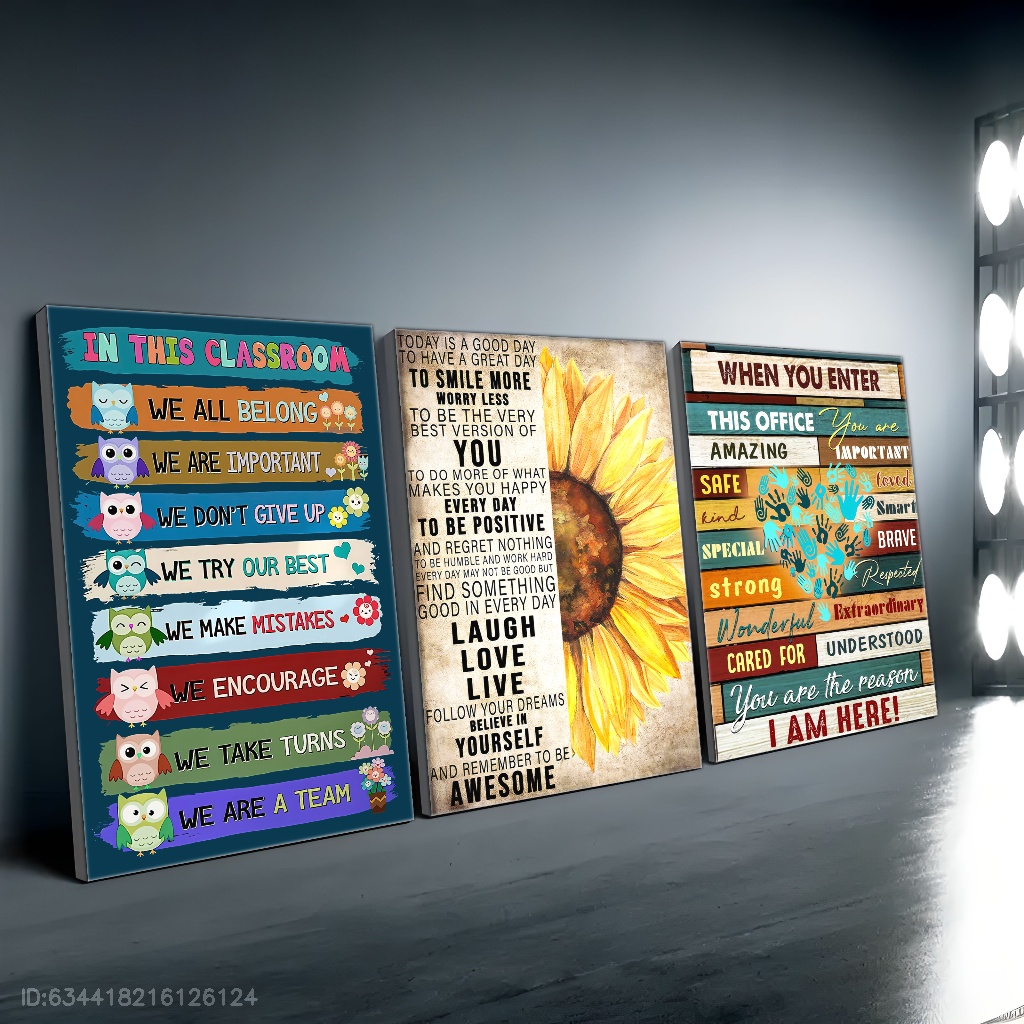 IN THIS CLASSROOM
WE ALL BELONG
WE ARE IMPORTANT
WE DON'T GIVE UP
WE TRY OUR BEST
WE MAKE MISTAKES
WE ENCOURAGE
WE TAKE TURNS
WE ARE A TEAM
TODAY IS A GOOD DAY
TO HAVE A GREAT DAY
TO SMILE MORE
WORRY LESS
TO BE THE VERY
BEST VERSION OF
YOU
TO DO MORE OF WHAT
MAKES YOU HAPPY
EVERY DAY
TO BE POSITIVE
AND REGRET NOTHING
TO BE HUMBLE AND WORK HARD
EVERY DAY MAY NOT BE GOOD BUT
FIND SOMETHING
GOOD IN EVERY DAY
LAUGH
LOVE
LIVE
FOLLOW YOUR DREAMS
BELIEVE IN
YOURSELF
AND REMEMBER TO BE
AWESOME
WHEN YOU ENTER
THIS OFFICE You are
AMAZING IMPORTANT
SAFE loved
kind Smart
SPECIAL BRAVE
strong Respected
Wonderful Extraordinary
CARED FOR UNDERSTOOD
You are the reason
I AM HERE!
ID:634418216126124